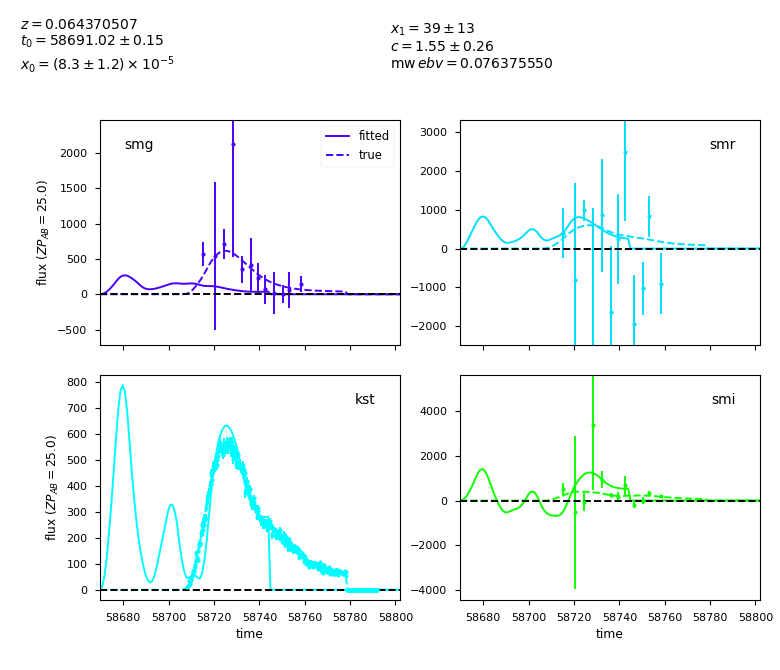 z = 0.064370507
t₀ = 58691.02 ± 0.15
x₀ = (8.3 ± 1.2) × 10⁻⁵
x₁ = 39 ± 13
c = 1.55 ± 0.26
mw ebv = 0.076375550
smg
fitted
true
2000
1500
1000
500
0
−500
flux (ZP_AB = 25.0)
smr
3000
2000
1000
0
−1000
−2000
kst
800
700
600
500
400
300
200
100
0
flux (ZP_AB = 25.0)
58680 58700 58720 58740 58760 58780 58800
time
smi
4000
2000
0
−2000
−4000
58680 58700 58720 58740 58760 58780 58800
time